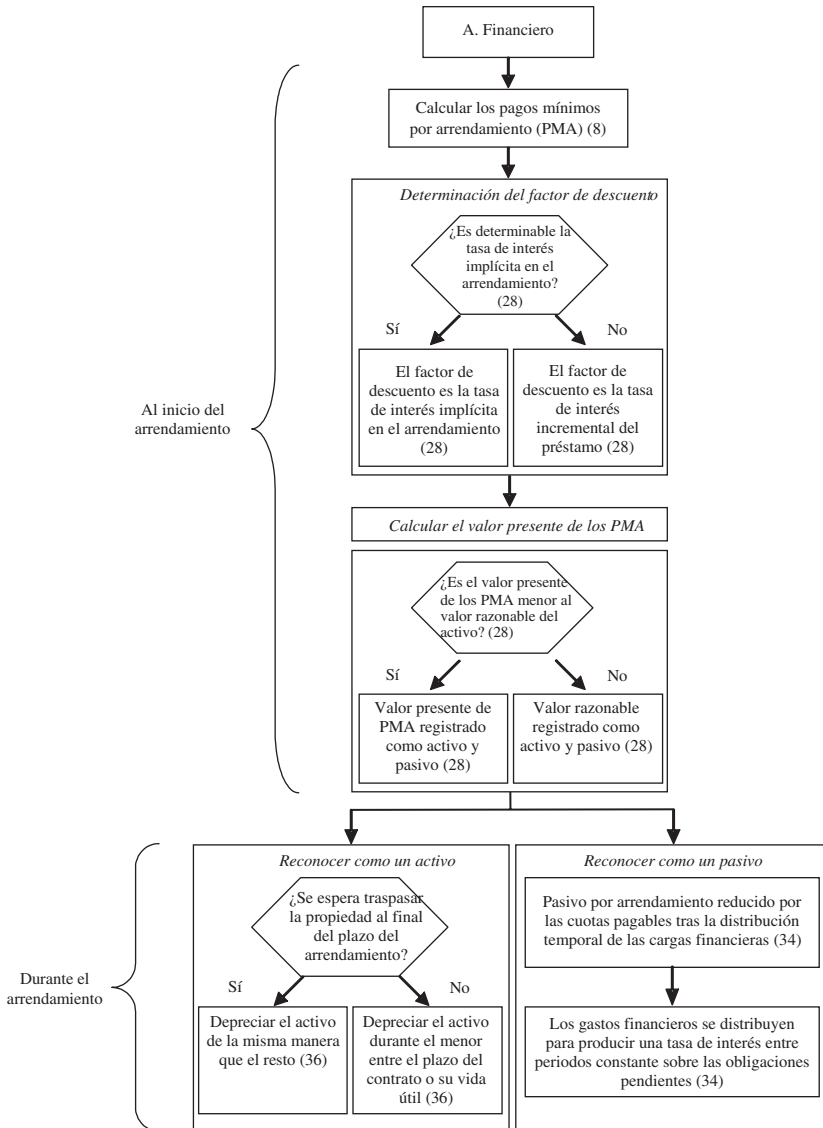 A. Financiero
Calcular los pagos mínimos
por arrendamiento (PMA) (8)
Determinación del factor de descuento
¿Es determinable la
tasa de interés
implícita en el
arrendamiento?
(28)
Sí
No
El factor de
descuento es la tasa
de interés implícita
en el arrendamiento
(28)
El factor de
descuento es la tasa
de interés
incremental del
préstamo (28)
Al inicio del
arrendamiento
Calcular el valor presente de los PMA
¿Es el valor presente
de los PMA menor al
valor razonable del
activo? (28)
Sí
No
Valor presente de
PMA registrado
como activo y
pasivo (28)
Valor razonable
registrado como
activo y pasivo (28)
Reconocer como un activo
¿Se espera traspasar
la propiedad al final
del plazo del
arrendamiento?
Sí
No
Depreciar el activo
de la misma manera
que el resto (36)
Depreciar el activo
durante el menor
entre el plazo del
contrato o su vida
útil (36)
Reconocer como un pasivo
Pasivo por arrendamiento reducido por
las cuotas pagables tras la distribución
temporal de las cargas financieras (34)
Los gastos financieros se distribuyen
para producir una tasa de interés entre
periodos constante sobre las obligaciones
pendientes (34)
Durante el
arrendamiento